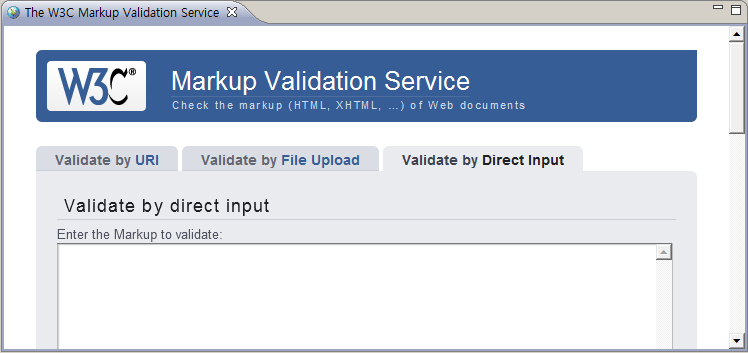 The W3C Markup Validation Service
W3C®
Markup Validation Service
Check the markup (HTML, XHTML, ...) of Web documents
Validate by URI
Validate by File Upload
Validate by Direct Input
Validate by direct input
Enter the Markup to validate: